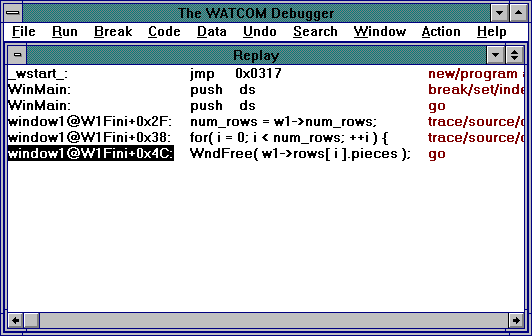 The WATCOM Debugger
File Run Break Code Data Undo Search Window Action Help
Replay
_wstart_: jmp 0x0317 new/program
WinMain: push ds break/set/inde
WinMain: push ds go
window1@W1Fini+0x2F: num_rows = w1->num_rows; trace/source/
window1@W1Fini+0x38: for( i = 0; i < num_rows; ++i ) { trace/source/
window1@W1Fini+0x4C: WndFree( w1->rows[ i ].pieces ); go